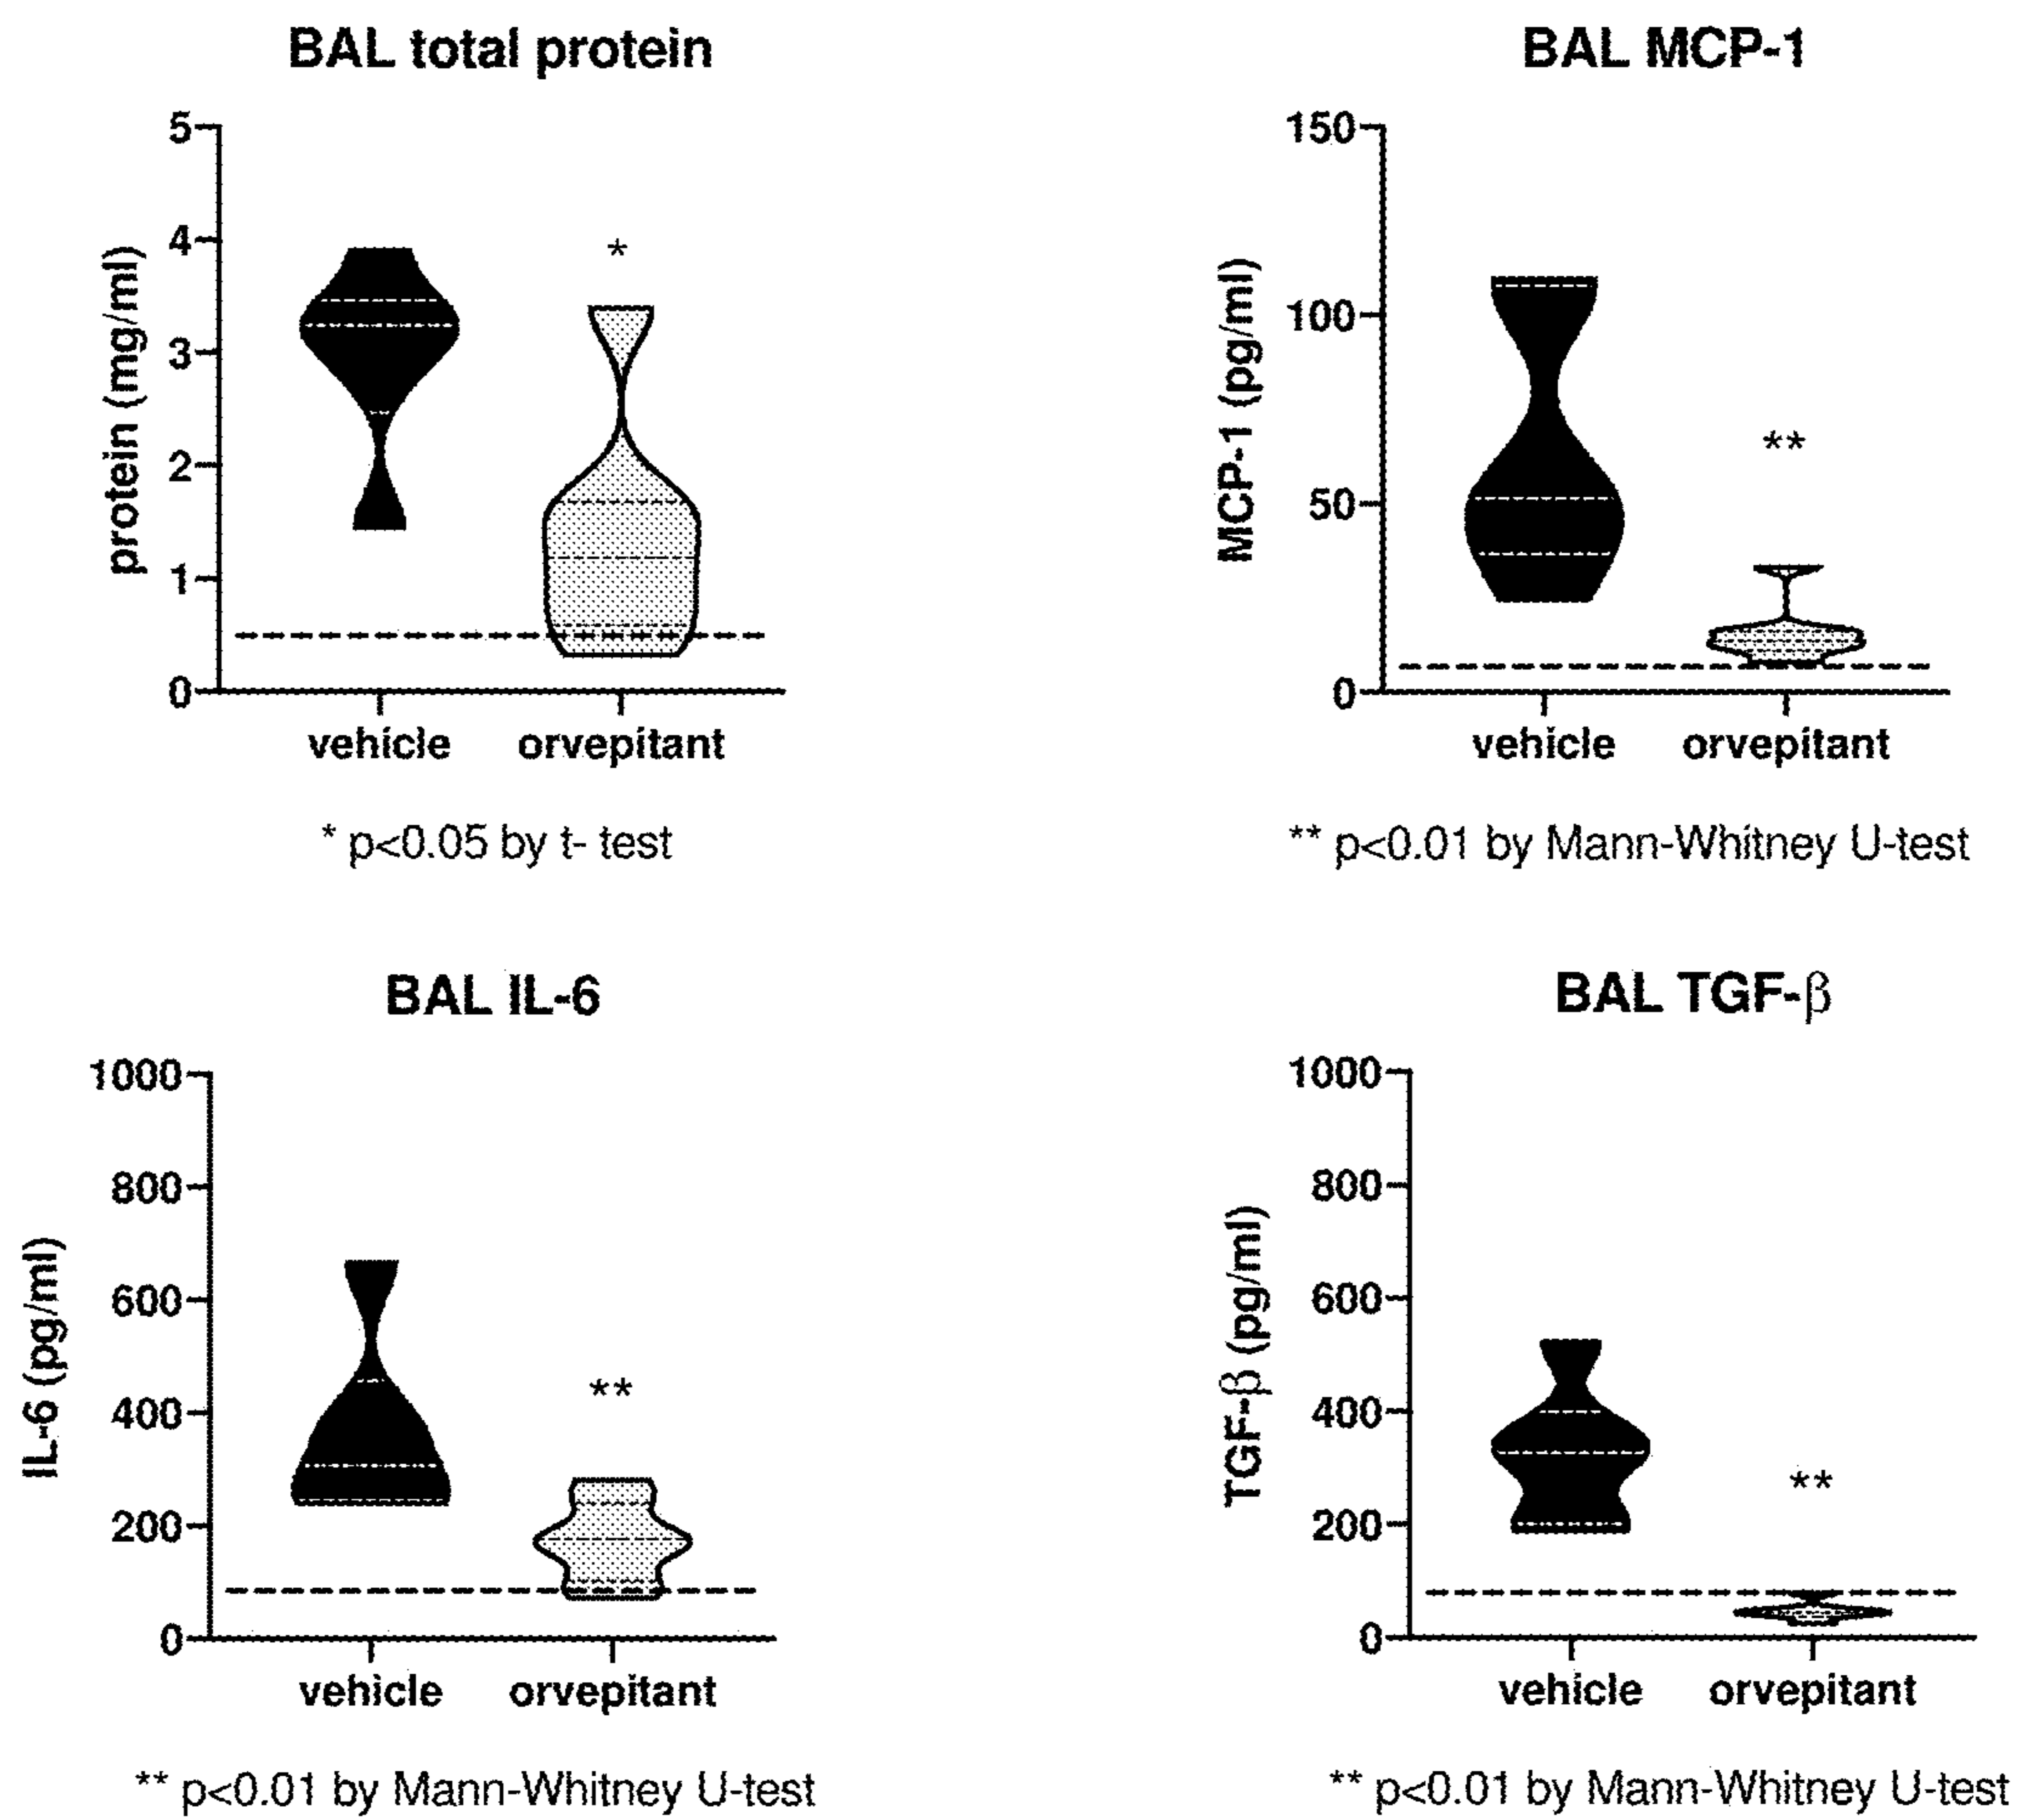 BAL total protein
5
4
3
2
1
0
protein (mg/ml)
*
vehicle orvepitant
* p<0.05 by t- test
BAL MCP-1
150
100
50
0
MCP-1 (pg/ml)
**
vehicle orvepitant
** p<0.01 by Mann-Whitney U-test
BAL IL-6
1000
800
600
400
200
0
IL-6 (pg/ml)
**
vehicle orvepitant
** p<0.01 by Mann-Whitney U-test
BAL TGF-β
1000
800
600
400
200
0
TGF-β (pg/ml)
**
vehicle orvepitant
** p<0.01 by Mann-Whitney U-test